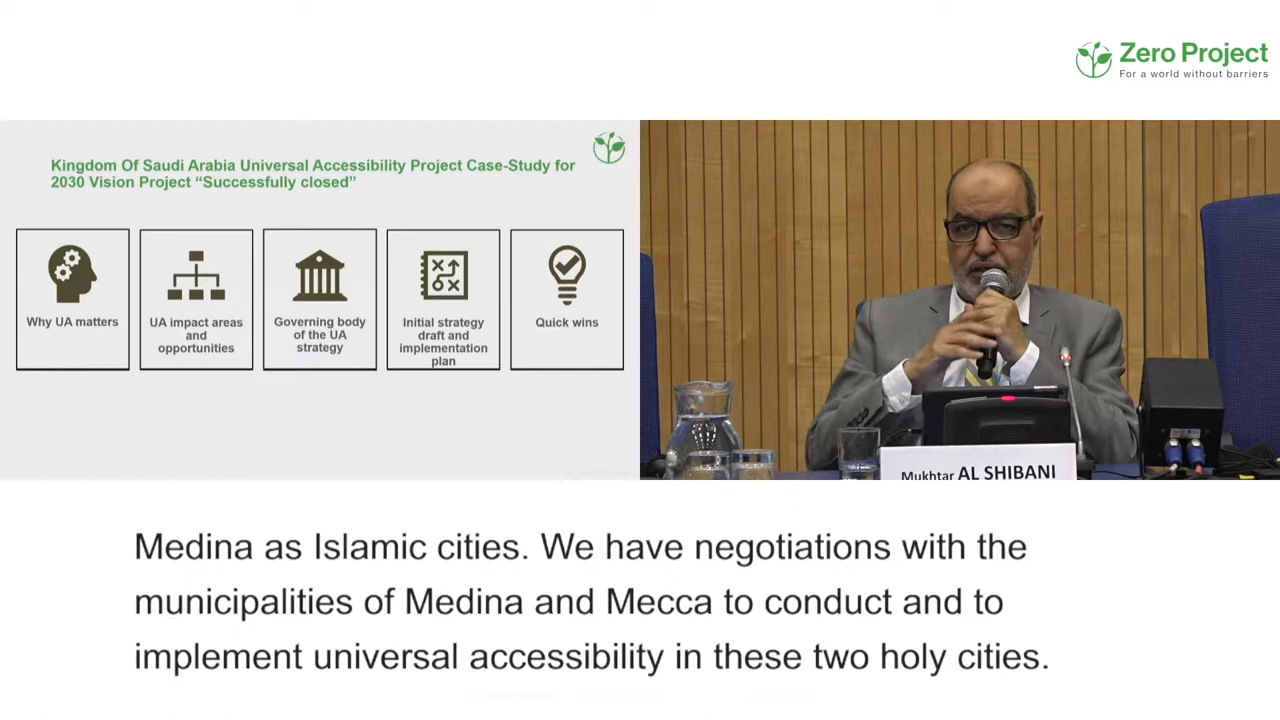 Zero Project
For a world without barriers
Kingdom Of Saudi Arabia Universal Accessibility Project Case-Study for
2030 Vision Project “Successfully closed”
Why UA matters
UA impact areas
and
opportunities
Governing body
of the UA
strategy
Initial strategy
draft and
implementation
plan
Quick wins
Mukhtar AL SHIBANI
Medina as Islamic cities. We have negotiations with the
municipalities of Medina and Mecca to conduct and to
implement universal accessibility in these two holy cities.